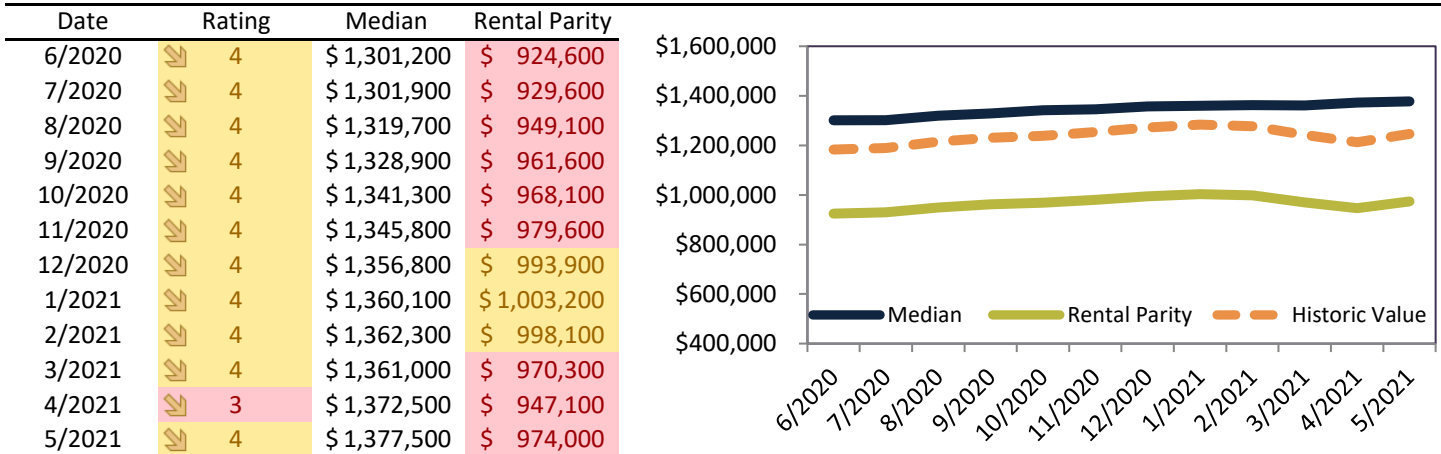 Date Rating Median Rental Parity
6/2020 4 $ 1,301,200 $ 924,600
7/2020 4 $ 1,301,900 $ 929,600
8/2020 4 $ 1,319,700 $ 949,100
9/2020 4 $ 1,328,900 $ 961,600
10/2020 4 $ 1,341,300 $ 968,100
11/2020 4 $ 1,345,800 $ 979,600
12/2020 4 $ 1,356,800 $ 993,900
1/2021 4 $ 1,360,100 $ 1,003,200
2/2021 4 $ 1,362,300 $ 998,100
3/2021 4 $ 1,361,000 $ 970,300
4/2021 3 $ 1,372,500 $ 947,100
5/2021 4 $ 1,377,500 $ 974,000
$1,600,000
$1,400,000
$1,200,000
$1,000,000
$800,000
$600,000
$400,000
Median Rental Parity Historic Value
6/2020 7/2020 8/2020 9/2020 10/2020 11/2020 12/2020 1/2021 2/2021 3/2021 4/2021 5/2021